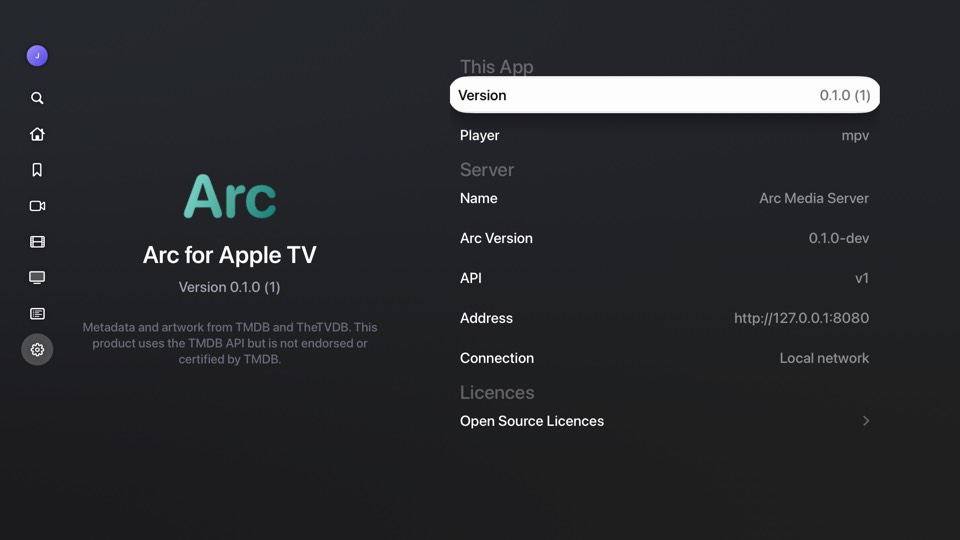 J
Arc
Arc for Apple TV
Version 0.1.0 (1)
Metadata and artwork from TMDB and TheTVDB. This
product uses the TMDB API but is not endorsed or
certified by TMDB.
This App
Version 0.1.0 (1)
Player mpv
Server
Name Arc Media Server
Arc Version 0.1.0-dev
API v1
Address http://127.0.0.1:8080
Connection Local network
Licences
Open Source Licences